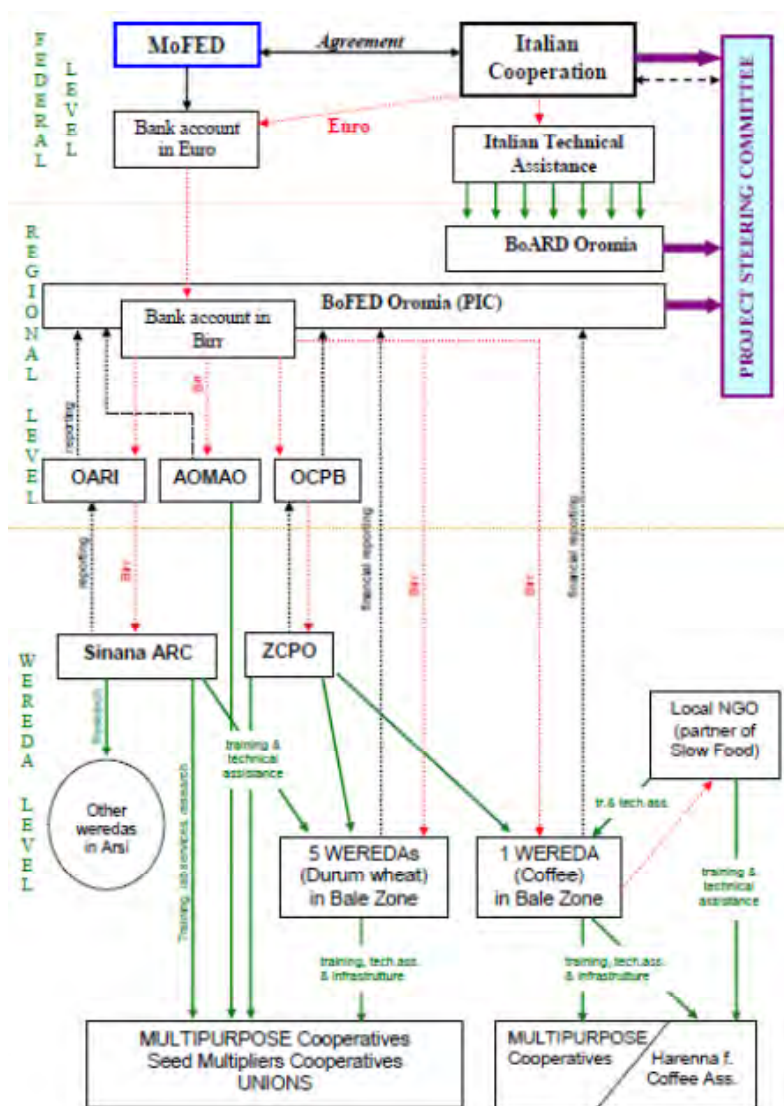 FEDERAL
LEVEL
MoFED
Agreement
Italian
Cooperation
Bank account
in Euro
Euro
Italian Technical
Assistance
PROJECT STEERING COMMITTEE
REGIONAL LEVEL
BoARD Oromia
BoFED Oromia (PIC)
Bank account in
Birr
reporting
Birr
OARI
AOMAO
OCPB
reporting
Birr
financial reporting
Birr
Birr
financial reporting
WEREDA LEVEL
Sinana ARC
ZCPO
Local NGO
(partner of
Slow Food)
Research
training &
technical
assistance
Other
weredas
in Arsi
Training, lab.services, research
tr.& tech.ass.
5 WEREDAs
(Durum wheat)
in Bale Zone
1 WEREDA
(Coffee)
in Bale Zone
training &
technical
assistance
training, tech.ass.
& infrastrutture
training, tech.ass.
& infrastrutture
MULTIPURPOSE Cooperatives
Seed Multipliers Cooperatives
UNIONS
MULTIPURPOSE
Cooperatives
Harenna f.
Coffee Ass.